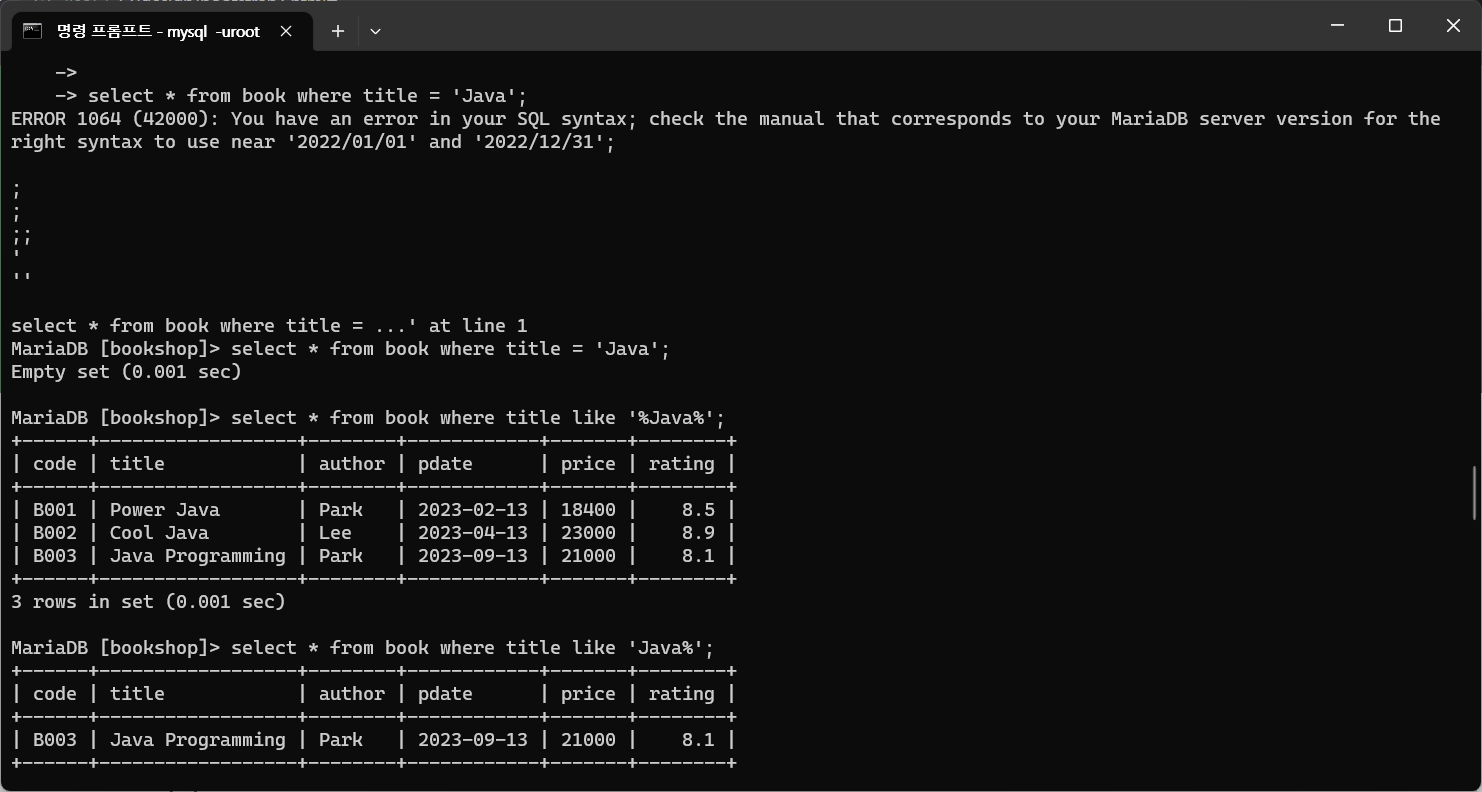 명령 프롬프트 - mysql -uroot
->
-> select * from book where title = 'Java';
ERROR 1064 (42000): You have an error in your SQL syntax; check the manual that corresponds to your MariaDB server version for the
right syntax to use near '2022/01/01' and '2022/12/31';
;
;
;;
'
''
select * from book where title = ...' at line 1
MariaDB [bookshop]> select * from book where title = 'Java';
Empty set (0.001 sec)
MariaDB [bookshop]> select * from book where title like '%Java%';
+------+------------------+--------+------------+-------+--------+
| code | title            | author | pdate      | price | rating |
+------+------------------+--------+------------+-------+--------+
| B001 | Power Java       | Park   | 2023-02-13 | 18400 |    8.5 |
| B002 | Cool Java        | Lee    | 2023-04-13 | 23000 |    8.9 |
| B003 | Java Programming | Park   | 2023-09-13 | 21000 |    8.1 |
+------+------------------+--------+------------+-------+--------+
3 rows in set (0.001 sec)
MariaDB [bookshop]> select * from book where title like 'Java%';
+------+------------------+--------+------------+-------+--------+
| code | title            | author | pdate      | price | rating |
+------+------------------+--------+------------+-------+--------+
| B003 | Java Programming | Park   | 2023-09-13 | 21000 |    8.1 |
+------+------------------+--------+------------+-------+--------+